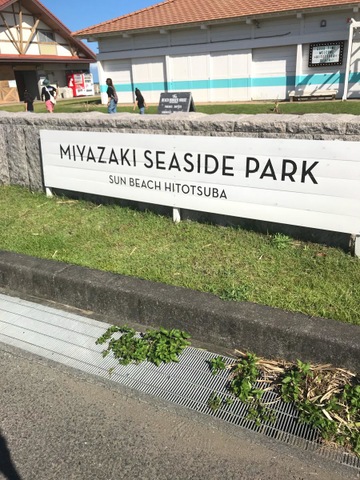 MIYAZAKI SEASIDE PARK
SUN BEACH HITOTSUBA